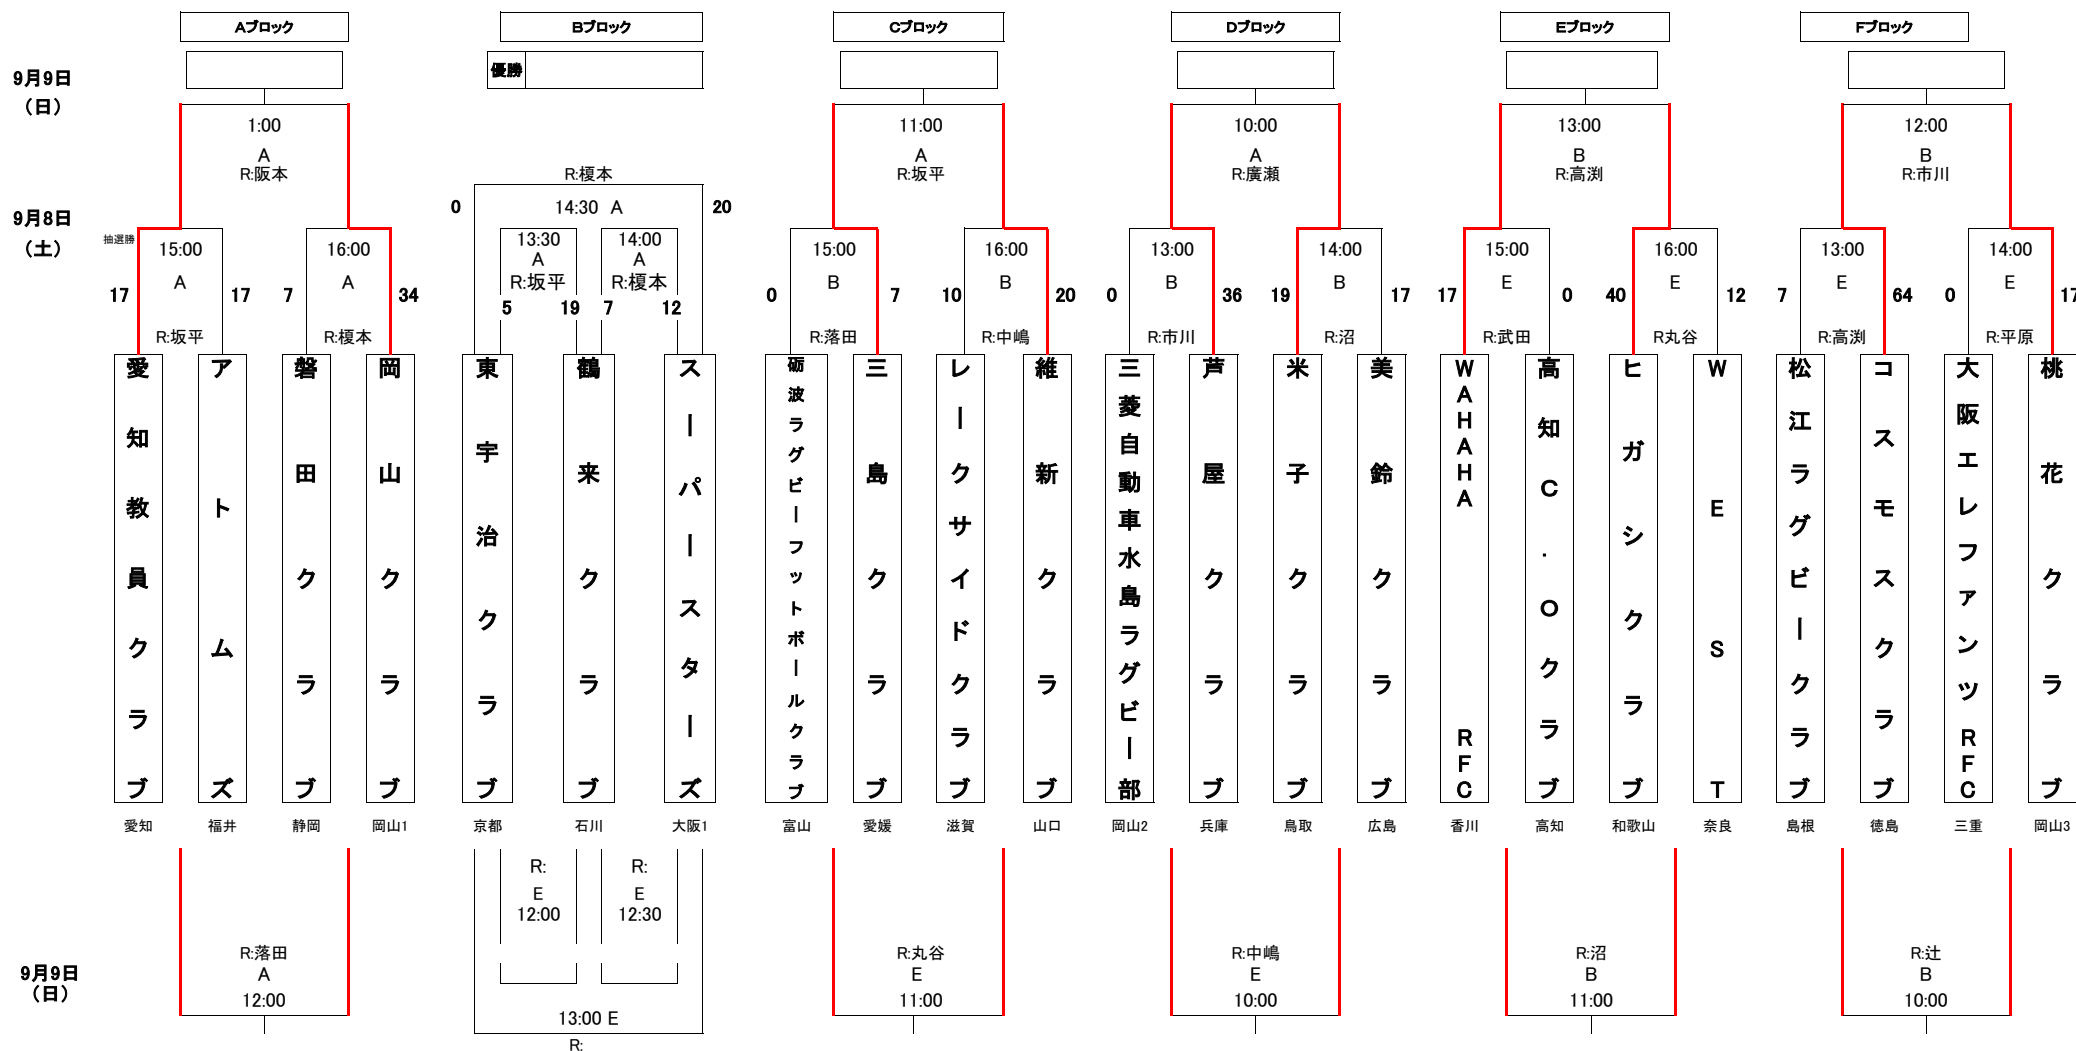 Aブロック
Bブロック
Cブロック
Dブロック
Eブロック
Fブロック
優勝
9月9日
（日）
1:00
A
R:阪本
11:00
A
R:坂平
10:00
A
R:廣瀬
13:00
B
R:高渕
12:00
B
R:市川
R:榎本
0
14:30 A
20
9月8日
（土）
抽選勝
15:00
A
17
17
R:坂平
16:00
A
7
34
R:榎本
13:30
A
R:坂平
5
19
14:00
A
R:榎本
7
12
15:00
B
0
7
R:落田
16:00
B
10
20
R:中嶋
13:00
B
0
36
R:市川
14:00
B
19
17
R:沼
15:00
E
17
0
R:武田
16:00
E
40
12
R丸谷
13:00
E
7
64
R:高渕
14:00
E
0
17
R:平原
愛知教員クラブ
アトムズ
磐田クラブ
岡山クラブ
東宇治クラブ
鶴来クラブ
スーパースターズ
砺波ラグビーフットボールクラブ
三島クラブ
レークサイドクラブ
維新クラブ
三菱自動車水島ラグビー部
芦屋クラブ
米子クラブ
美鈴クラブ
WAHAHA RFC
高知C.Oクラブ
ヒガシクラブ
WEST
松江ラグビークラブ
コスモスクラブ
大阪エレファンツRFC
桃花クラブ
愛知
福井
静岡
岡山1
京都
石川
大阪1
富山
愛媛
滋賀
山口
岡山2
兵庫
鳥取
広島
香川
高知
和歌山
奈良
島根
徳島
三重
岡山3
R:
E
12:00
R:
E
12:30
9月9日
（日）
R:落田
A
12:00
13:00 E
R:
R:丸谷
E
11:00
R:中嶋
E
10:00
R:沼
B
11:00
R:辻
B
10:00